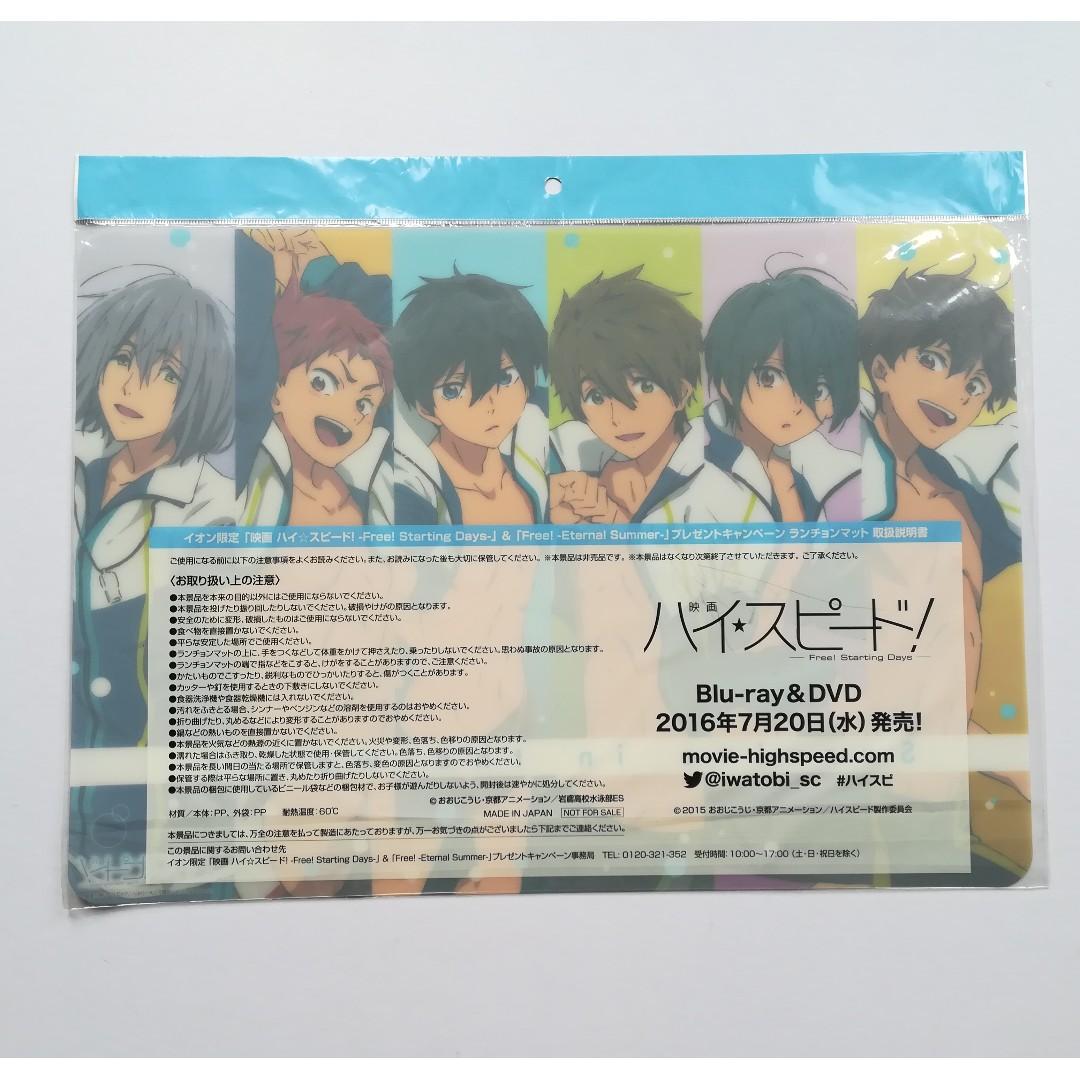 イオン限定「映画 ハイ☆スピード! -Free! Starting Days-」&「Free! -Eternal Summer-」プレゼントキャンペーン ランチョンマット 取扱説明書
ご使用になる前に以下の注意事項をよくお読みください。また、お読みになった後も大切に保管してください。※本景品は非売品です。※本景品はなくなり次第終了させていただきます。ご了承ください。
〈お取り扱い上の注意〉
●本景品を本来の目的以外にはご使用にならないでください。
●本景品を投げたり振り回したりしないでください。破損やけがの原因となります。
●安全のために変形、破損したものはご使用にならないでください。
●食べ物を直接置かないでください。
●平らな安定した場所でご使用ください。
●ランチョンマットの上に、手をつくなどして体重をかけて押さえたり、乗ったりしないでください。思わぬ事故の原因となります。
●ランチョンマットの端で指などをこすると、けがをすることがありますので、ご注意ください。
●かたいものでこすったり、鋭利なものでひっかいたりすると、傷がつくことがあります。
●カッターや釘を使用するときの下敷きにしないでください。
●食器洗浄機や食器乾燥機には入れないでください。
●汚れをふきとる場合、シンナーやベンジンなどの溶剤を使用するのはおやめください。
●折り曲げたり、丸めるなどにより変形することがありますのでおやめください。
●鍋などの熱いものを直接置かないでください。
●本景品を火気などの熱源の近くに置かないでください。火災や変形、色落ち、色移りの原因となります。
●濡れた場合はふき取り、乾燥した状態で使用・保管してください。色落ち、色移りの原因となります。
●本景品を長い間日の当たる場所で保管しますと、色落ち、変色の原因となりますのでおやめください。
●保管する際は平らな場所に置き、丸めたり折り曲げたりしないでください。
●本景品の梱包に使用しているビニール袋などの梱包材で、お子様が遊んだりしないよう、開封後は速やかに処分してください。
© おおじこうじ・京都アニメーション/岩鳶高校水泳部ES
材質/本体:PP、外袋:PP 耐熱温度:60℃ MADE IN JAPAN NOT FOR SALE
本景品につきましては、万全の注意を払って製造にあたっておりますが、万一お気づきの点がございましたら下記までご連絡ください。
この景品に関するお問い合わせ先
イオン限定「映画 ハイ☆スピード! -Free! Starting Days-」&「Free! -Eternal Summer-」プレゼントキャンペーン事務局 TEL: 0120-321-352 受付時間:10:00~17:00(土・日・祝日を除く)
映画
ハイ☆スピード!
Free! Starting Days
Blu-ray&DVD
2016年7月20日(水)発売!
movie-highspeed.com
@iwatobi_sc #ハイスピ
©2015 おおじこうじ・京都アニメーション/ハイスピード製作委員会